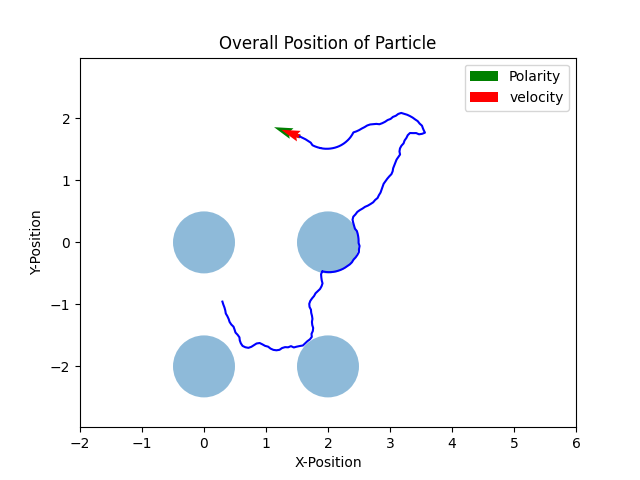 Overall Position of Particle
Polarity
velocity
2
1
0
−1
−2
Y-Position
−2 −1 0 1 2 3 4 5 6
X-Position